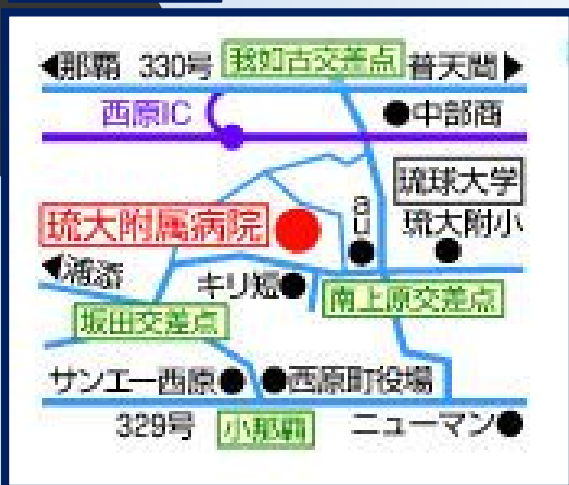 ◀那覇 330号 我如古交差点 普天間▶
西原IC ●中部商
琉球大学
au 琉大附小
琉大附属病院
◀浦添 キリ短● 南上原交差点
坂田交差点
サンエー西原● ●西原町役場
329号 小那覇 ニューマン●